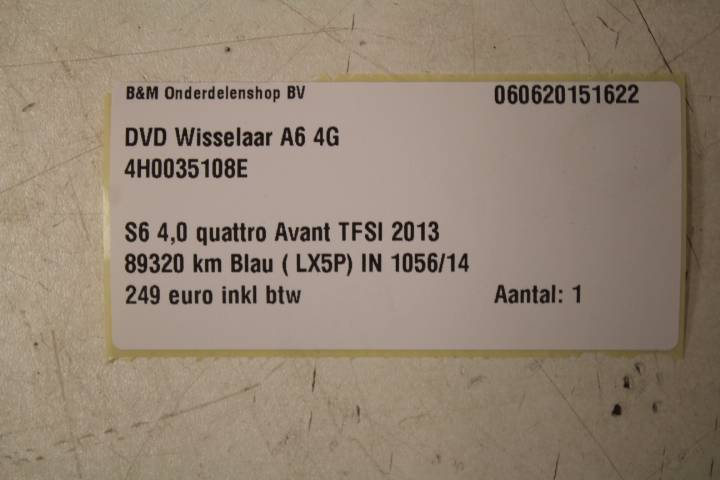 B&M Onderdelenshop BV 060620151622
DVD Wisselaar A6 4G
4H0035108E
S6 4,0 quattro Avant TFSI 2013
89320 km Blau ( LX5P) IN 1056/14
249 euro inkl btw Aantal: 1